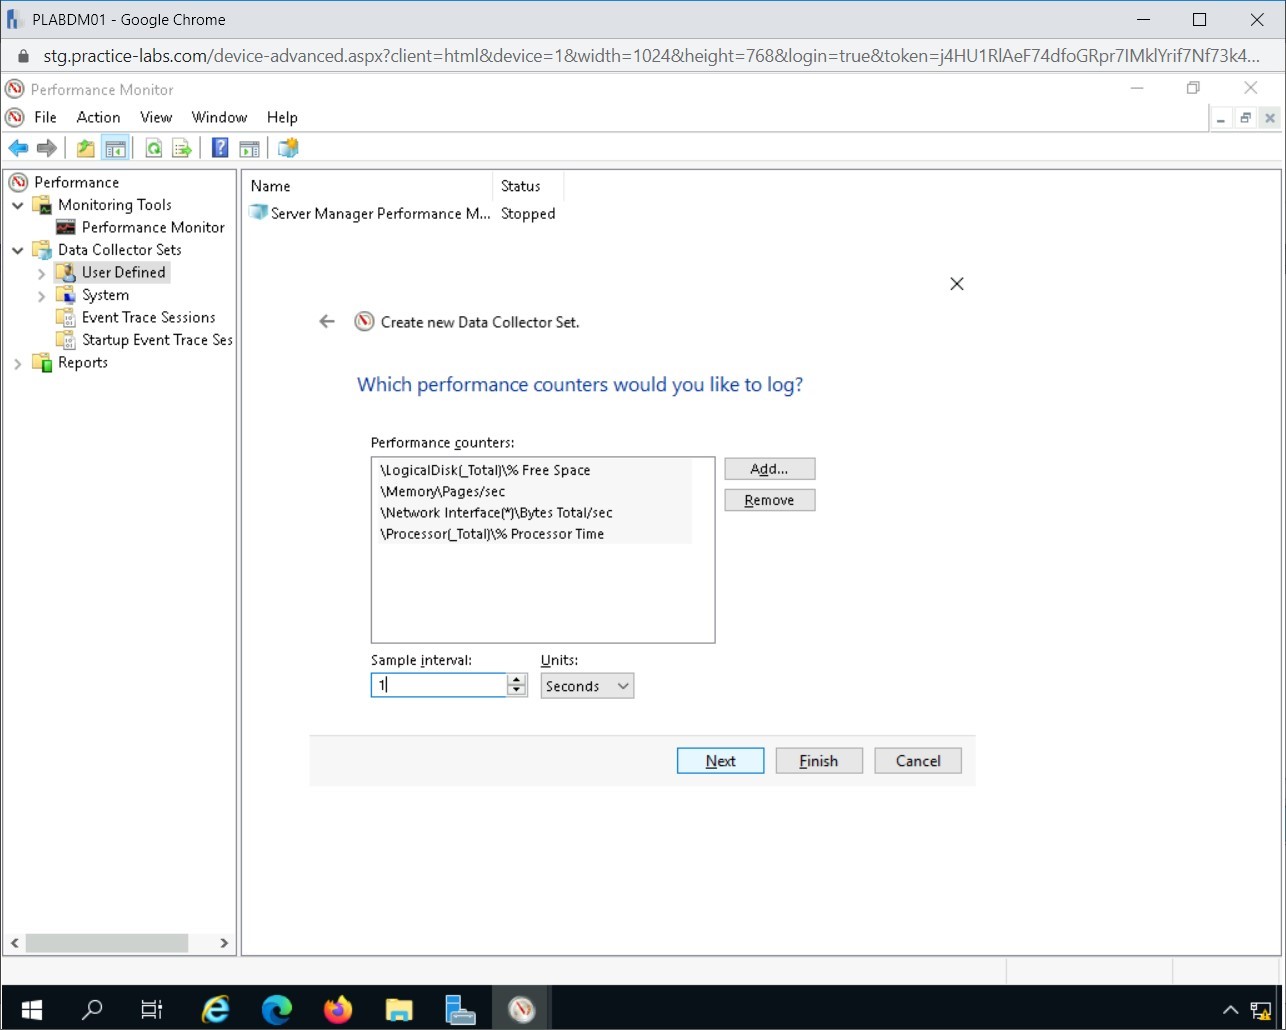 PLABDM01 - Google Chrome
stg.practice-labs.com/device-advanced.aspx?client=html&device=1&width=1024&height=768&login=true&token=j4HU1RlAeF74dfoGRpr7IMklYrif7Nf73k4...
Performance Monitor
File Action View Window Help
Performance
Monitoring Tools
Performance Monitor
Data Collector Sets
User Defined
System
Event Trace Sessions
Startup Event Trace Ses
Reports
Name Status
Server Manager Performance M... Stopped
Create new Data Collector Set.
Which performance counters would you like to log?
Performance counters:
\LogicalDisk(_Total)\% Free Space
\Memory\Pages/sec
\Network Interface(*)\Bytes Total/sec
\Processor(_Total)\% Processor Time
Add...
Remove
Sample interval: Units:
1 Seconds
Next Finish Cancel